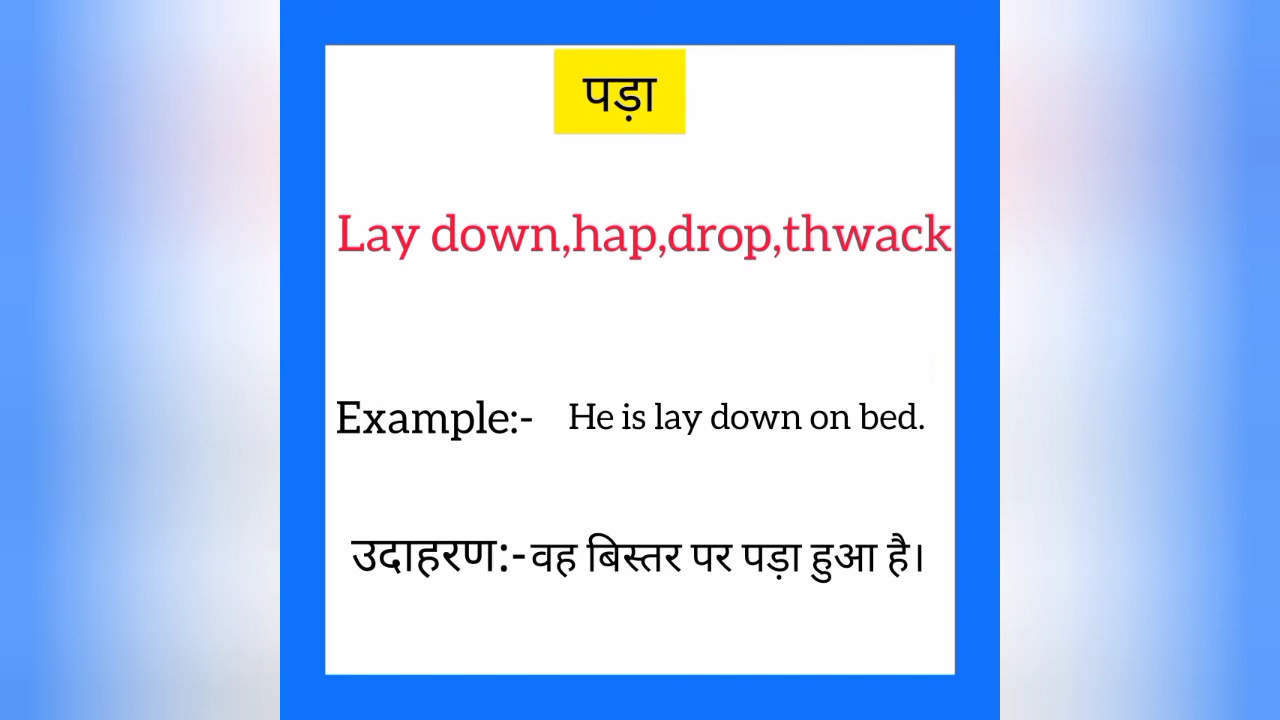 पड़ा
Lay down,hap,drop,thwack
Example:- He is lay down on bed.
उदाहरण:- वह बिस्तर पर पड़ा हुआ है।